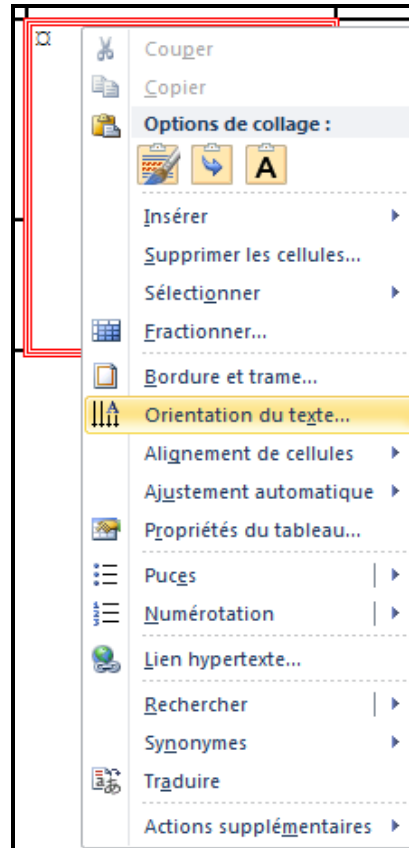 ¤
Couper
Copier
Options de collage :
A
Insérer
Supprimer les cellules...
Sélectionner
Fractionner...
Bordure et trame...
Orientation du texte...
Alignement de cellules
Ajustement automatique
Propriétés du tableau...
Puces
Numérotation
Lien hypertexte...
Rechercher
Synonymes
Traduire
Actions supplémentaires